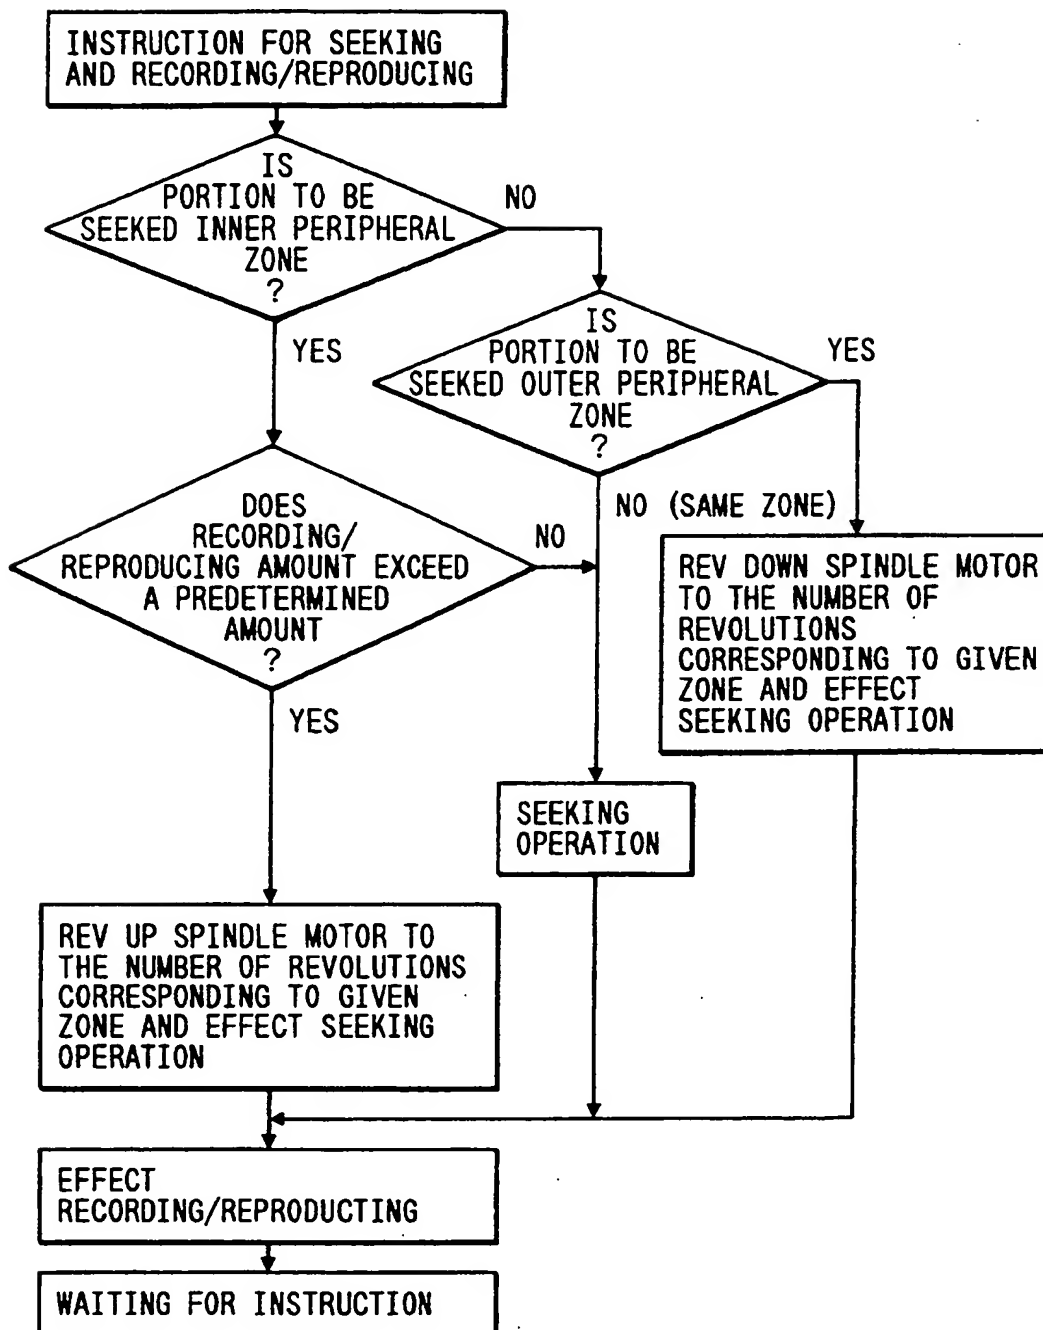 INSTRUCTION FOR SEEKING
AND RECORDING/REPRODUCING
IS
PORTION TO BE
SEEKED INNER PERIPHERAL
ZONE
?
NO
YES
IS
PORTION TO BE
SEEKED OUTER PERIPHERAL
ZONE
?
YES
NO (SAME ZONE)
DOES
RECORDING/
REPRODUCING AMOUNT EXCEED
A PREDETERMINED
AMOUNT
?
NO
YES
REV DOWN SPINDLE MOTOR
TO THE NUMBER OF
REVOLUTIONS
CORRESPONDING TO GIVEN
ZONE AND EFFECT
SEEKING OPERATION
SEEKING
OPERATION
REV UP SPINDLE MOTOR TO
THE NUMBER OF REVOLUTIONS
CORRESPONDING TO GIVEN
ZONE AND EFFECT SEEKING
OPERATION
EFFECT
RECORDING/REPRODUCTING
WAITING FOR INSTRUCTION